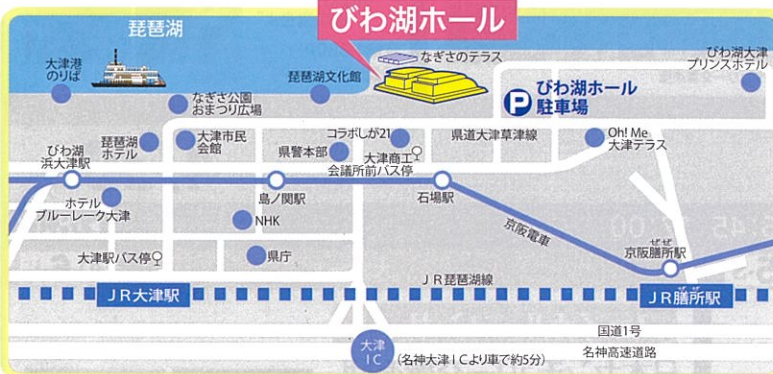 びわ湖ホール
琵琶湖
なぎさのテラス
大津港
のりば
琵琶湖文化館
びわ湖大津
プリンスホテル
なぎさ公園
おまつり広場
P
びわ湖ホール
駐車場
びわ湖
浜大津駅
琵琶湖
ホテル
大津市民
会館
県警本部
コラボしが21
大津商工
会議所前バス停
県道大津草津線
Oh! Me
大津テラス
ホテル
ブルーレーク大津
島ノ関駅
石場駅
NHK
京阪電車
ぜぜ
京阪膳所駅
大津駅バス停
県庁
JR琵琶湖線
JR大津駅
ぜぜ
JR膳所駅
国道1号
大津
IC
(名神大津ICより車で約5分)
名神高速道路